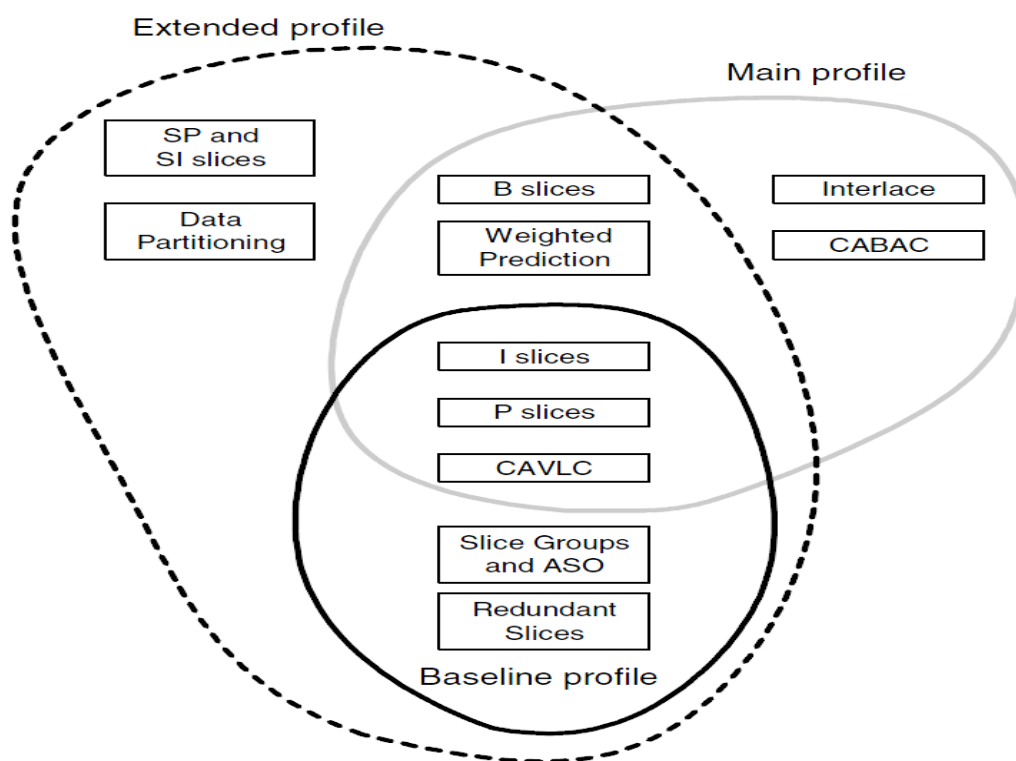 Extended profile
Main profile
SP and
SI slices
Data
Partitioning
B slices
Weighted
Prediction
Interlace
CABAC
I slices
P slices
CAVLC
Slice Groups
and ASO
Redundant
Slices
Baseline profile